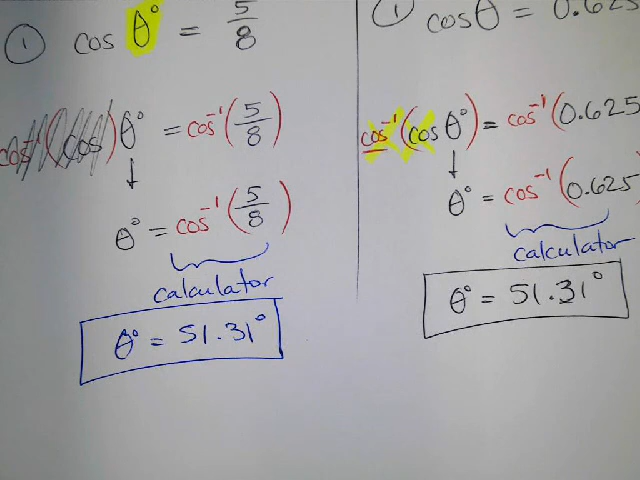 ① cos θ° = 5/8
cos⁻¹(cos) θ° = cos⁻¹(5/8)
↓
θ° = cos⁻¹(5/8)
calculator
θ° = 51.31°
① cosθ = 0.625
cos⁻¹(cos θ°) = cos⁻¹(0.625
↓
θ° = cos⁻¹(0.625)
calculator
θ° = 51.31°